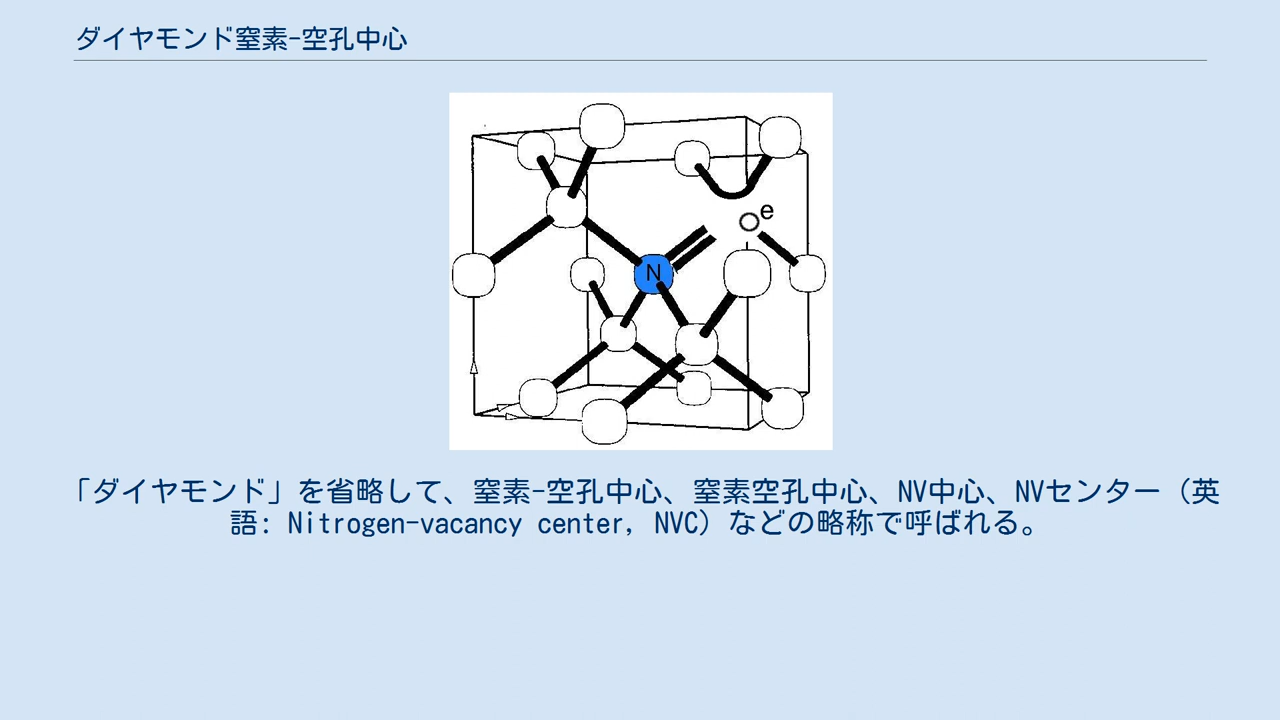 ダイヤモンド窒素-空孔中心
e
N
「ダイヤモンド」を省略して、窒素-空孔中心、窒素空孔中心、NV中心、NVセンター（英
語: Nitrogen-vacancy center, NVC）などの略称で呼ばれる。